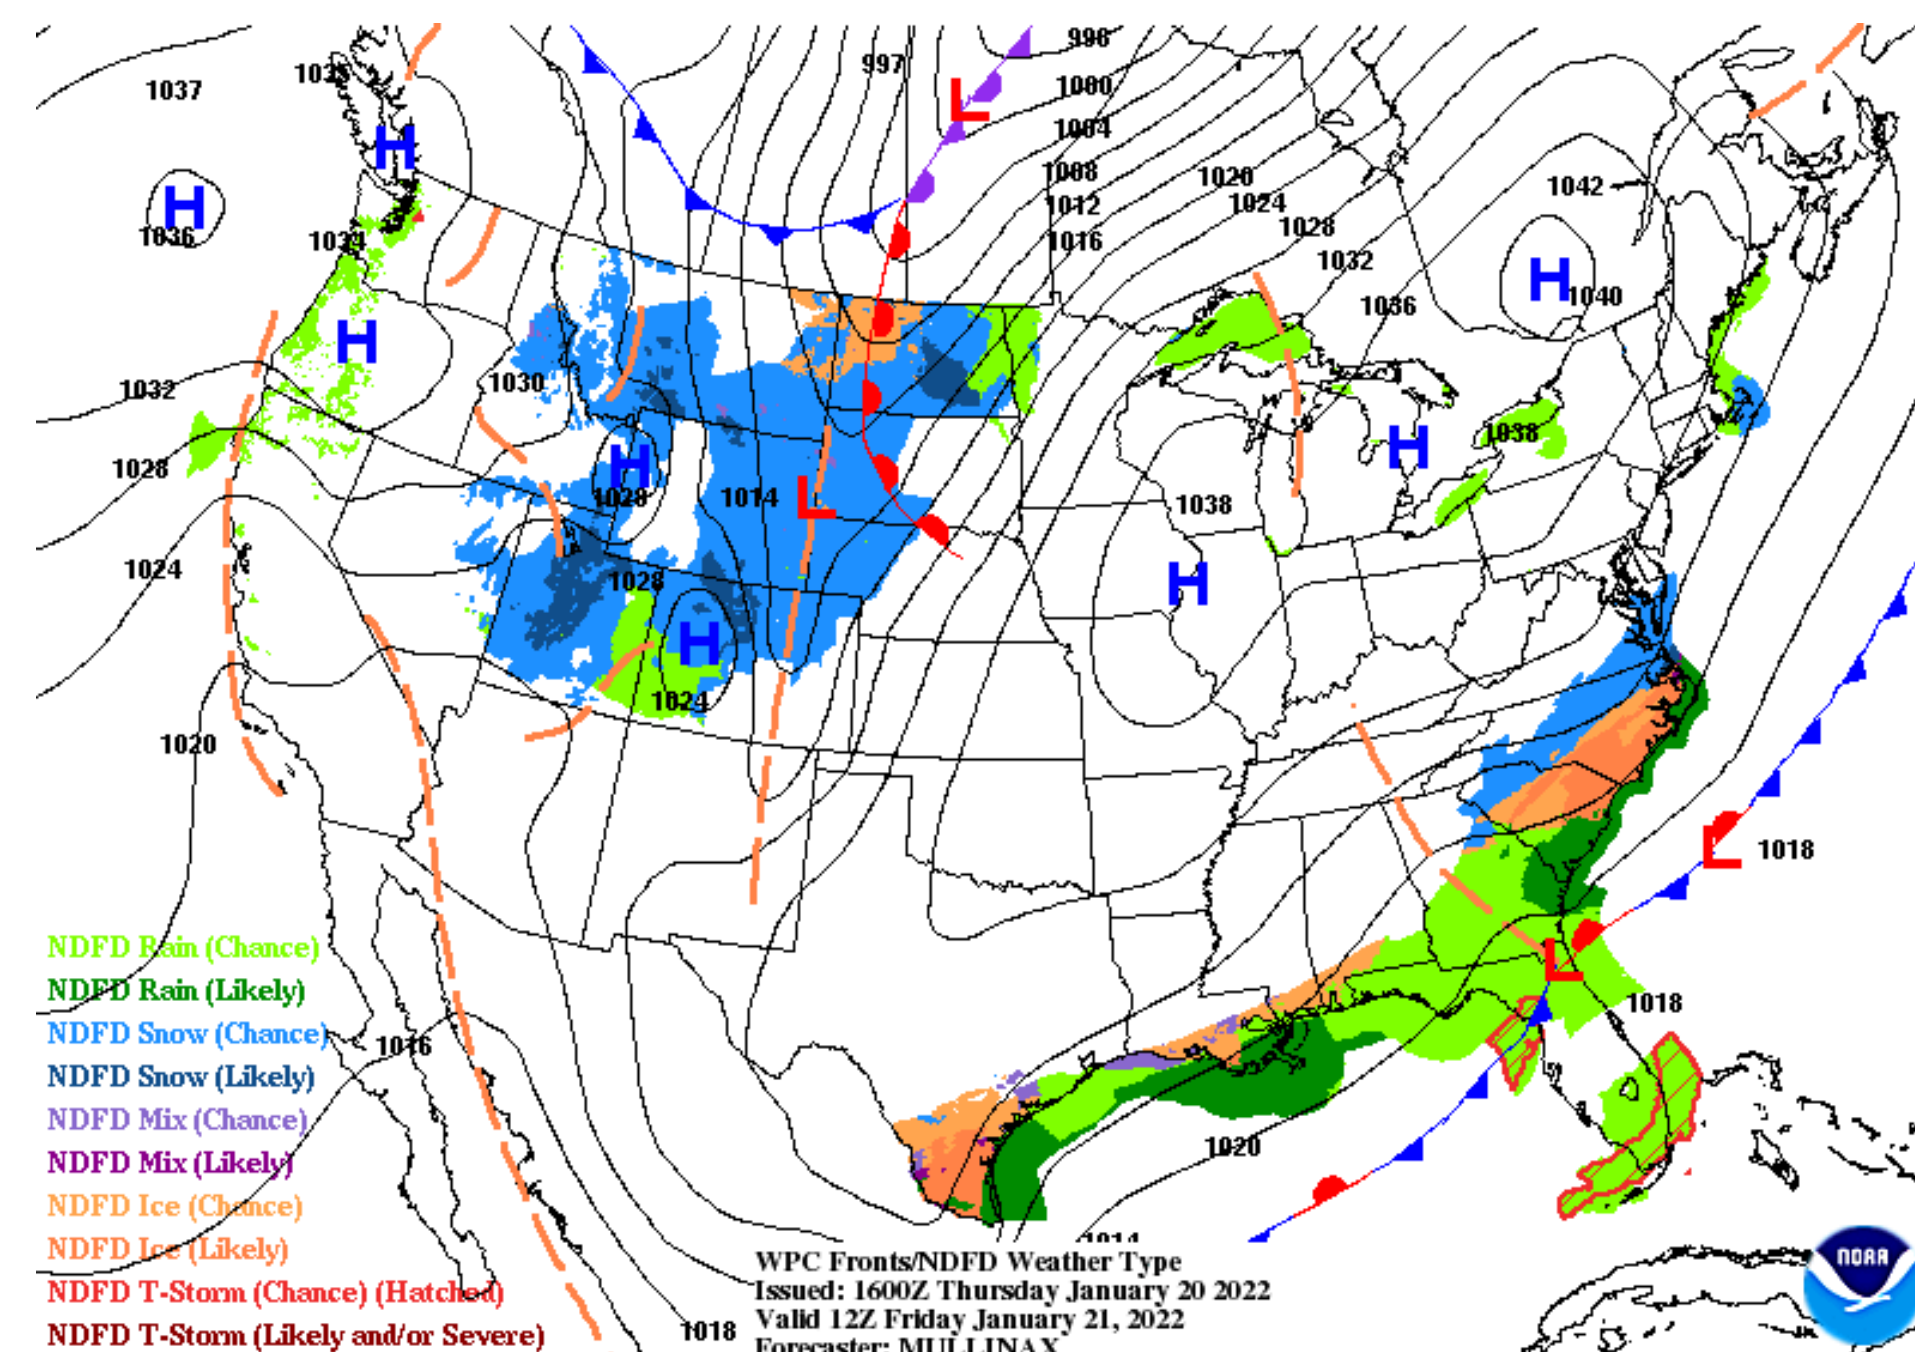 996
997
1037
1035
1000
1004
1008
1020
1042
1012
1024
1036
1034
1028
1016
1032
1040
1036
1030
1032
1038
1028
1028
1014
1038
1024
1028
1024
1020
1018
NDFD Rain (Chance)
NDFD Rain (Likely)
1018
NDFD Snow (Chance)
1016
NDFD Snow (Likely)
NDFD Mix (Chance)
1020
NDFD Mix (Likely)
NDFD Ice (Chance)
1014
NDFD Ice (Likely)
NDFD T-Storm (Chance) (Hatched)
NDFD T-Storm (Likely and/or Severe)
1018
WPC Fronts/NDFD Weather Type
Issued: 1600Z Thursday January 20 2022
Valid 12Z Friday January 21, 2022
Forecaster: MULLINAX
NOAA
H
H
H
H
H
H
H
H
L
L
L
L